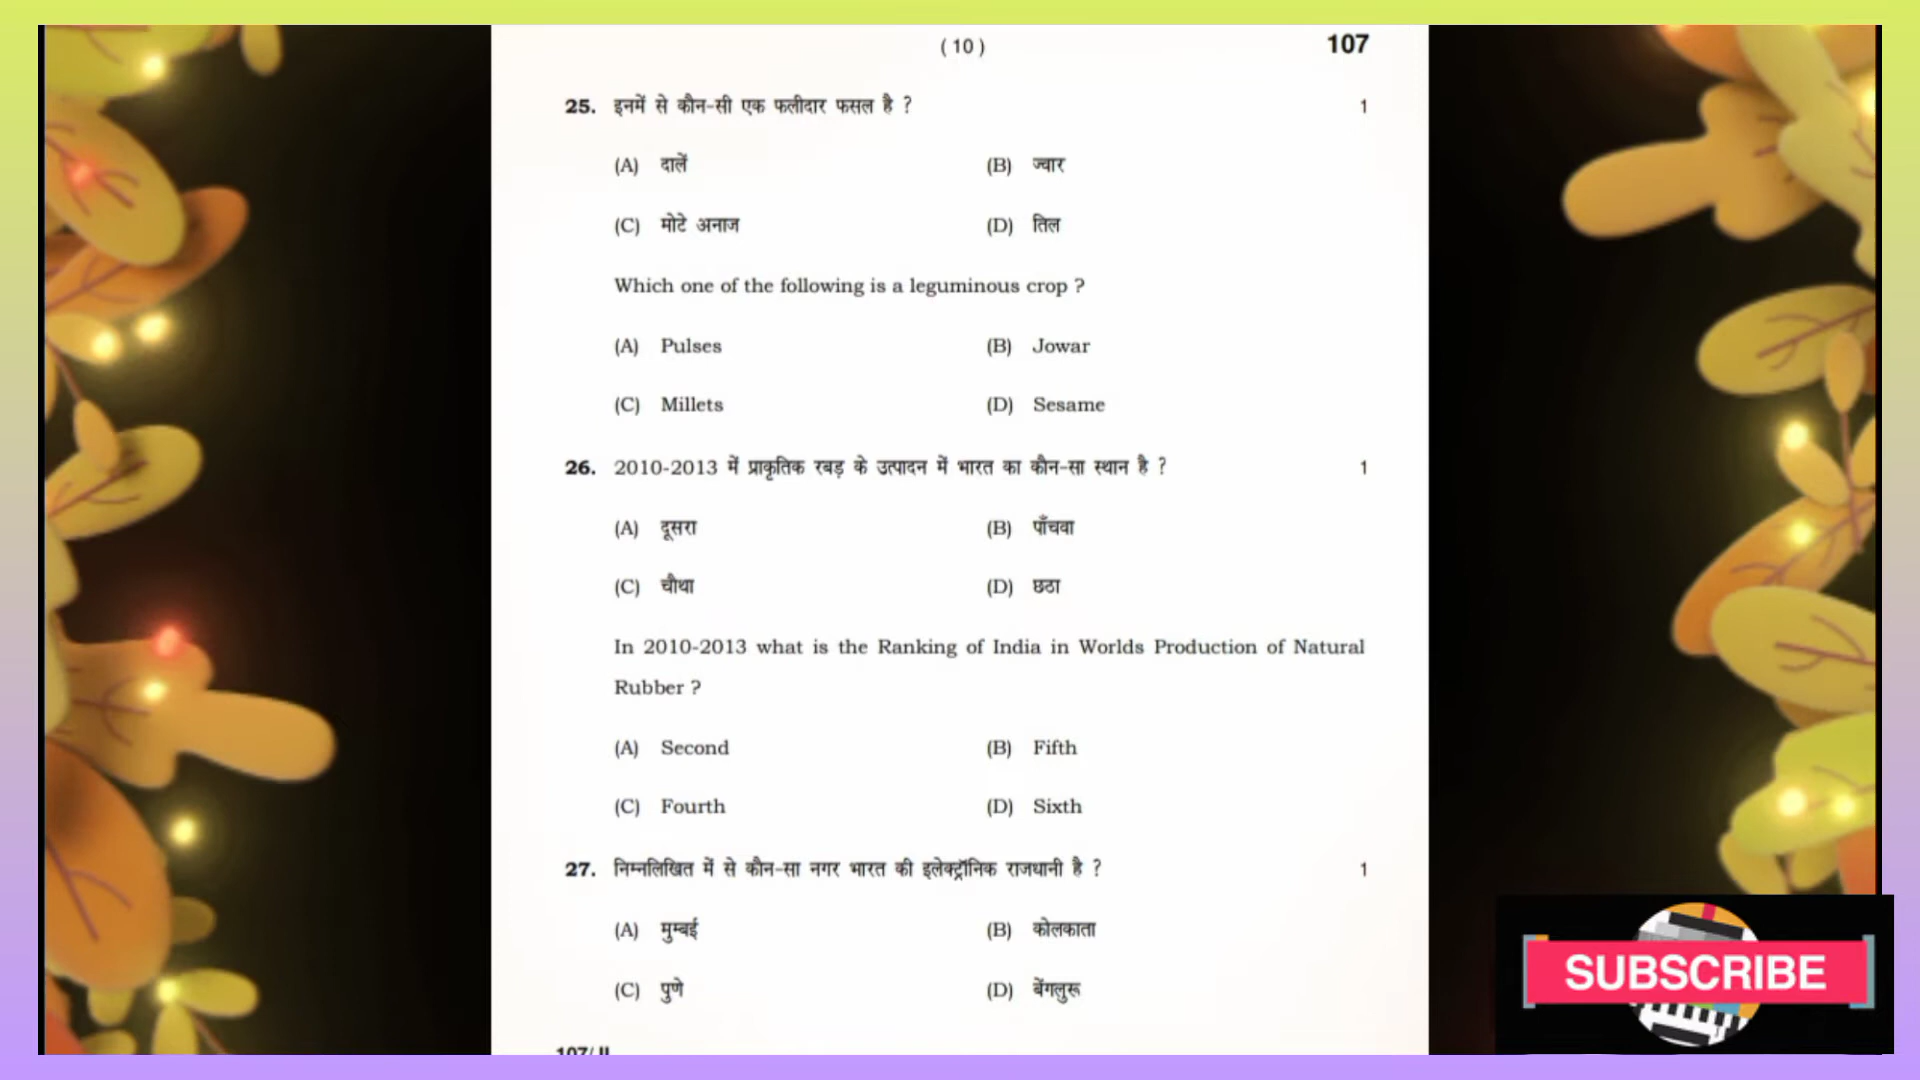 ( 10 ) 107
25. इनमें से कौन-सी एक फलीदार फसल है ? 1
(A) दालें (B) ज्वार
(C) मोटे अनाज (D) तिल
Which one of the following is a leguminous crop ?
(A) Pulses (B) Jowar
(C) Millets (D) Sesame
26. 2010-2013 में प्राकृतिक रबड़ के उत्पादन में भारत का कौन-सा स्थान है ? 1
(A) दूसरा (B) पाँचवा
(C) चौथा (D) छठा
In 2010-2013 what is the Ranking of India in Worlds Production of Natural
Rubber ?
(A) Second (B) Fifth
(C) Fourth (D) Sixth
27. निम्नलिखित में से कौन-सा नगर भारत की इलेक्ट्रॉनिक राजधानी है ? 1
(A) मुम्बई (B) कोलकाता
(C) पुणे (D) बेंगलुरू
SUBSCRIBE